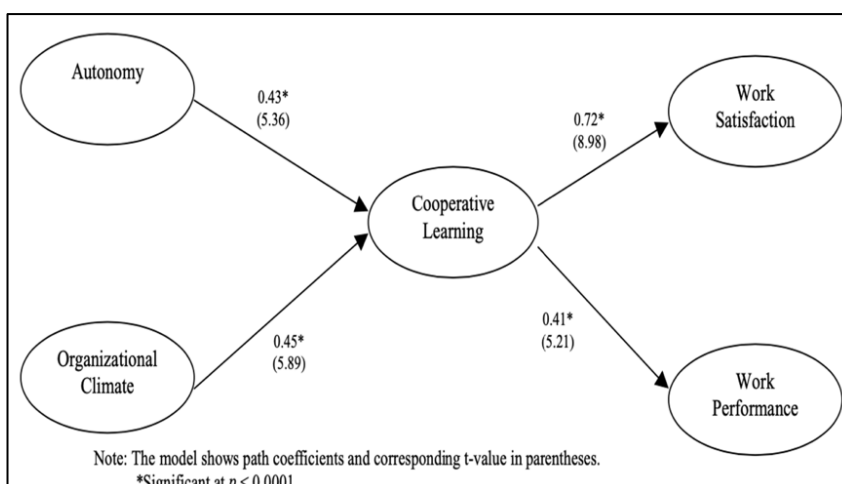 Autonomy
0.43*
(5.36)
Work
Satisfaction
0.72*
(8.98)
Cooperative
Learning
Organizational
Climate
0.45*
(5.89)
0.41*
(5.21)
Work
Performance
Note: The model shows path coefficients and corresponding t-value in parentheses.
*Significant at p < 0.0001